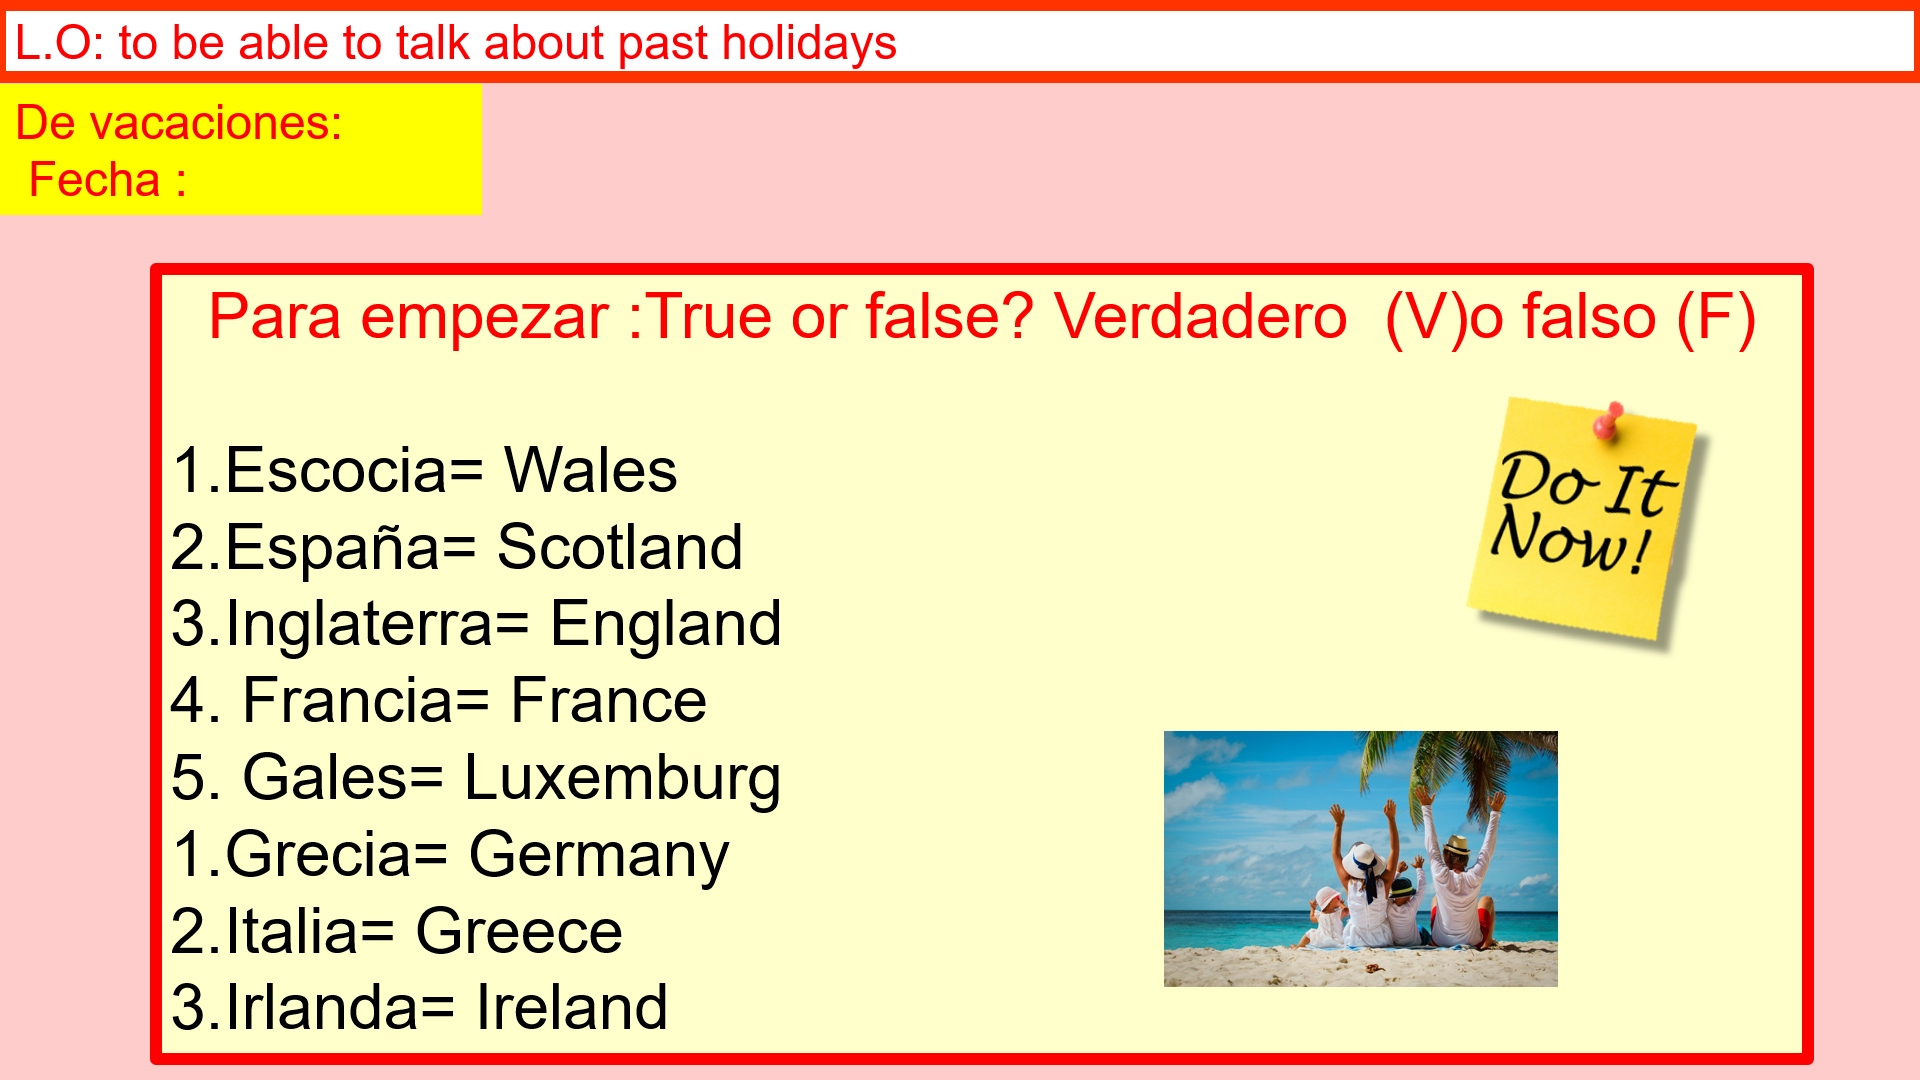 L.O: to be able to talk about past holidays
De vacaciones:
Fecha :
Para empezar :True or false? Verdadero  (V)o falso (F)
1.Escocia= Wales
2.España= Scotland
3.Inglaterra= England
4. Francia= France
5. Gales= Luxemburg
1.Grecia= Germany
2.Italia= Greece
3.Irlanda= Ireland
Do It
Now!